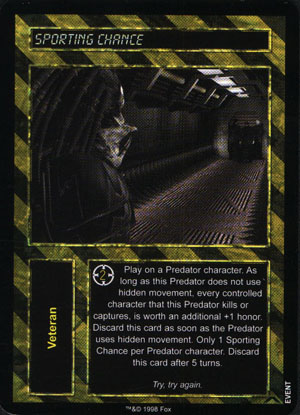 SPORTING CHANCE
Veteran
2
Play on a Predator character. As
long as this Predator does not use
hidden movement, every controlled
character that this Predator kills or
captures, is worth an additional +1 honor.
Discard this card as soon as the Predator
uses hidden movement. Only 1 Sporting
Chance per Predator character. Discard
this card after 5 turns.
Try, try again.
EVENT
™&© 1998 Fox